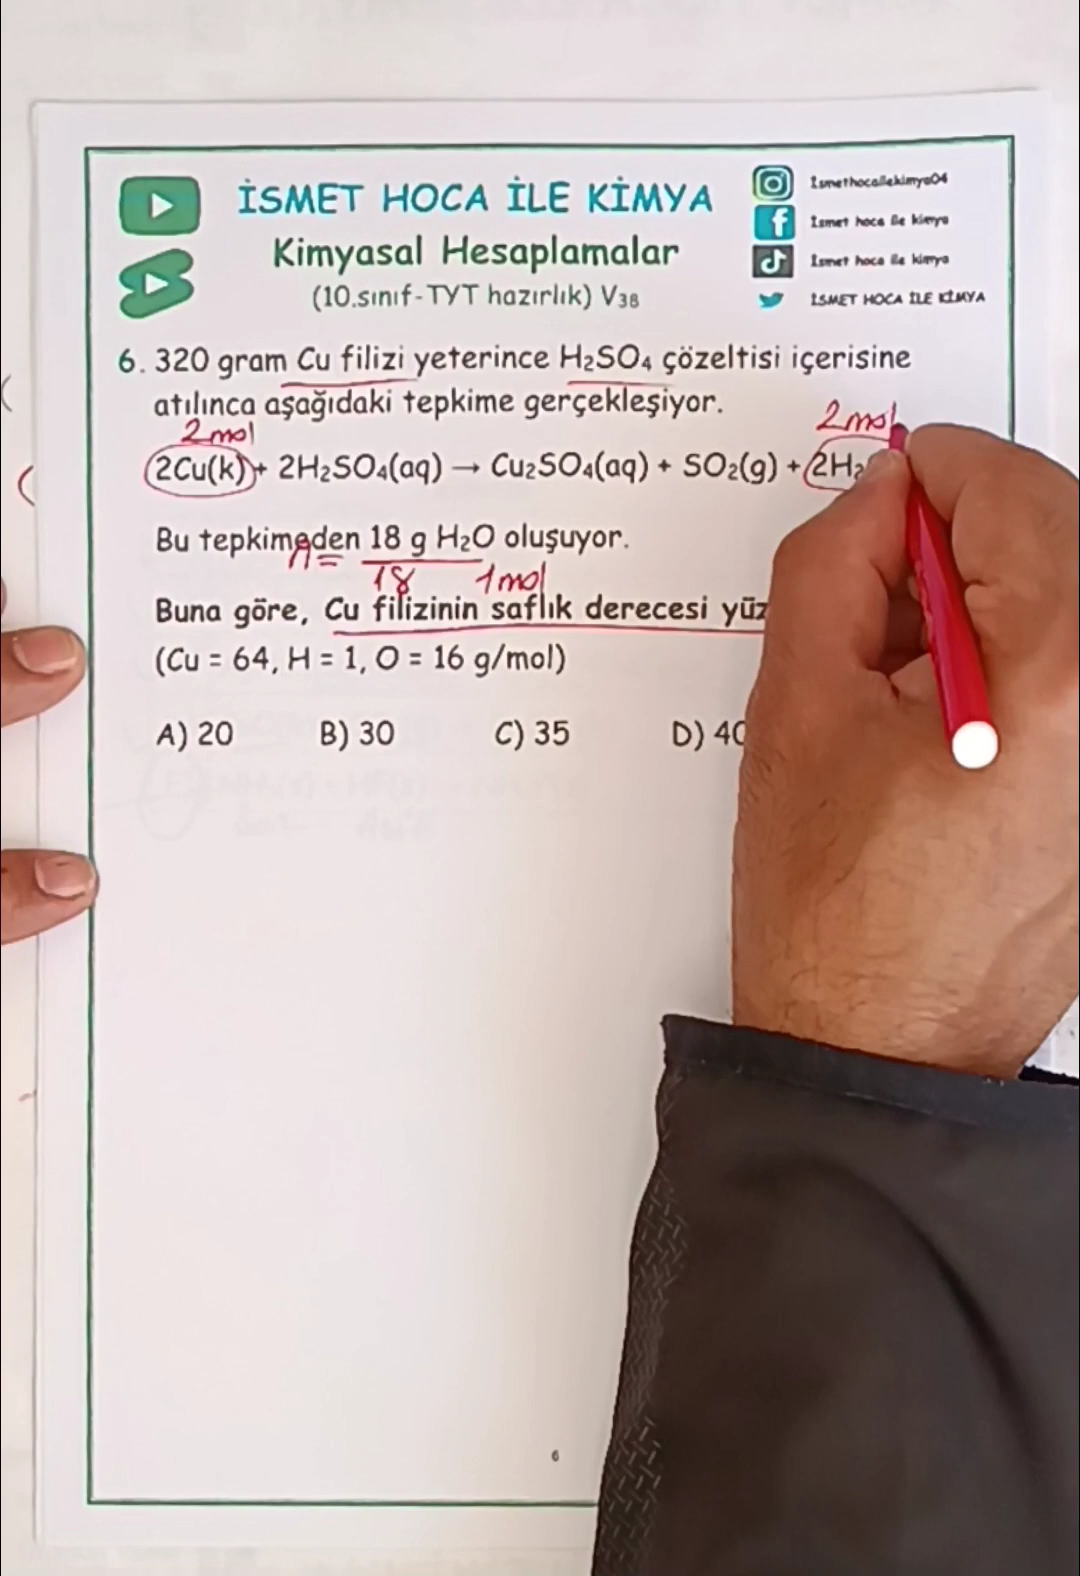 İSMET HOCA İLE KİMYA
Kimyasal Hesaplamalar
(10.sınıf-TYT hazırlık) V38
İsmethocailekimya04
İsmet hoca ile kimya
İsmet hoca ile kimya
İSMET HOCA İLE KİMYA
6. 320 gram Cu filizi yeterince H₂SO₄ çözeltisi içerisine
atılınca aşağıdaki tepkime gerçekleşiyor.
2mol 2mol
2Cu(k) + 2H₂SO₄(aq) → Cu₂SO₄(aq) + SO₂(g) + 2H₂
Bu tepkimeden 18 g H₂O oluşuyor.
n= 18 1mol
Buna göre, Cu filizinin saflık derecesi yüz
(Cu = 64, H = 1, O = 16 g/mol)
A) 20 B) 30 C) 35 D) 40
6